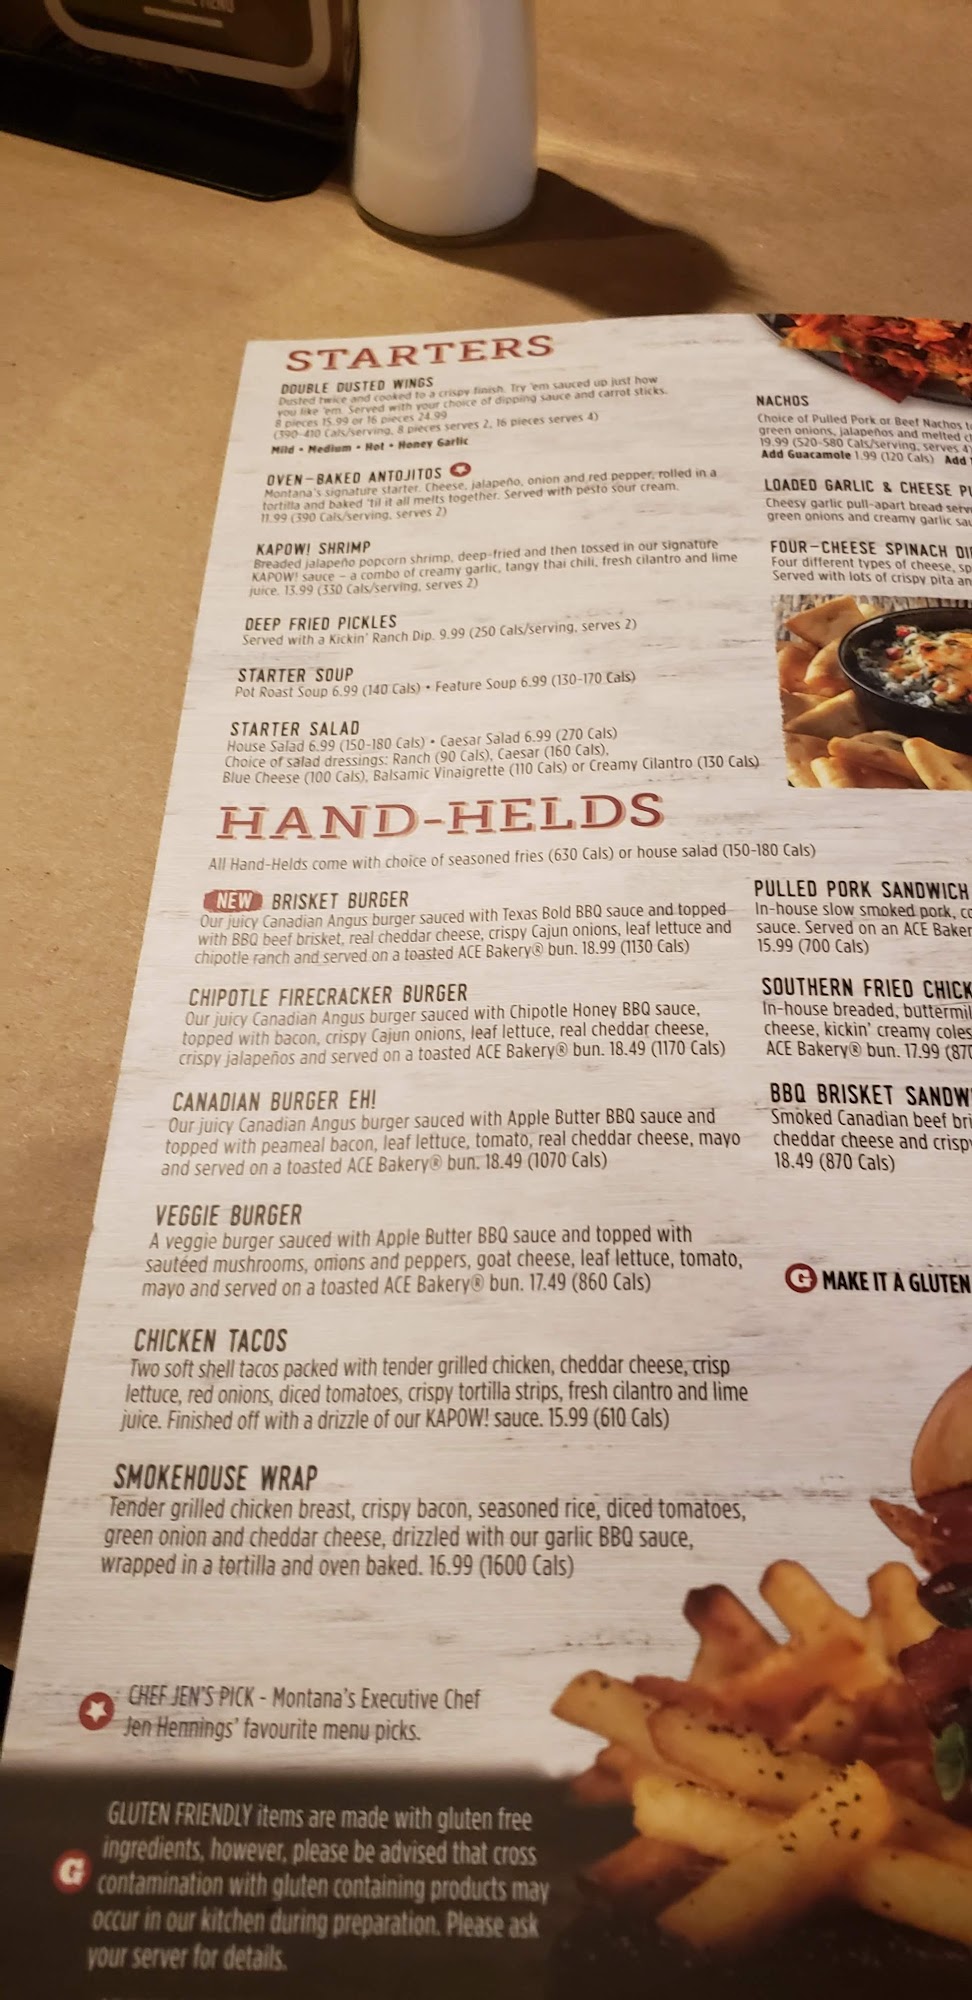 MENU
STARTERS
DOUBLE DUSTED WINGS
Dusted twice and cooked to a crispy finish. Try 'em sauced up just how
you like 'em. Served with your choice of dipping sauce and carrot sticks.
8 pieces 15.99 or 16 pieces 24.99
(390-410 Cals/serving, 8 pieces serves 2, 16 pieces serves 4)
Mild • Medium • Hot • Honey Garlic
OVEN-BAKED ANTOJITOS
Montana's signature starter. Cheese, jalapeño, onion and red pepper, rolled in a
tortilla and baked 'til it all melts together. Served with pesto sour cream.
11.99 (390 Cals/serving, serves 2)
KAPOW! SHRIMP
Breaded jalapeño popcorn shrimp, deep-fried and then tossed in our signature
KAPOW! sauce – a combo of creamy garlic, tangy thai chili, fresh cilantro and lime
juice. 13.99 (330 Cals/serving, serves 2)
DEEP FRIED PICKLES
Served with a Kickin' Ranch Dip. 9.99 (250 Cals/serving, serves 2)
STARTER SOUP
Pot Roast Soup 6.99 (140 Cals) • Feature Soup 6.99 (130-170 Cals)
STARTER SALAD
House Salad 6.99 (150-180 Cals) • Caesar Salad 6.99 (270 Cals)
Choice of salad dressings: Ranch (90 Cals), Caesar (160 Cals),
Blue Cheese (100 Cals), Balsamic Vinaigrette (110 Cals) or Creamy Cilantro (130 Cals)
NACHOS
Choice of Pulled Pork or Beef Nachos
green onions, jalapeños and melted
19.99 (520-580 Cals/serving, serves 4)
Add Guacamole 1.99 (120 Cals) Add
LOADED GARLIC & CHEESE
Cheesy garlic pull-apart bread
green onions and creamy garlic
FOUR-CHEESE SPINACH
Four different types of cheese,
Served with lots of crispy pita
HAND-HELDS
All Hand-Helds come with choice of seasoned fries (630 Cals) or house salad (150-180 Cals)
NEW BRISKET BURGER
Our juicy Canadian Angus burger sauced with Texas Bold BBQ sauce and topped
with BBQ beef brisket, real cheddar cheese, crispy Cajun onions, leaf lettuce and
chipotle ranch and served on a toasted ACE Bakery® bun. 18.99 (1130 Cals)
CHIPOTLE FIRECRACKER BURGER
Our juicy Canadian Angus burger sauced with Chipotle Honey BBQ sauce,
topped with bacon, crispy Cajun onions, leaf lettuce, real cheddar cheese,
crispy jalapeños and served on a toasted ACE Bakery® bun. 18.49 (1170 Cals)
CANADIAN BURGER EH!
Our juicy Canadian Angus burger sauced with Apple Butter BBQ sauce and
topped with peameal bacon, leaf lettuce, tomato, real cheddar cheese, mayo
and served on a toasted ACE Bakery® bun. 18.49 (1070 Cals)
VEGGIE BURGER
A veggie burger sauced with Apple Butter BBQ sauce and topped with
sautéed mushrooms, onions and peppers, goat cheese, leaf lettuce, tomato,
mayo and served on a toasted ACE Bakery® bun. 17.49 (860 Cals)
CHICKEN TACOS
Two soft shell tacos packed with tender grilled chicken, cheddar cheese, crisp
lettuce, red onions, diced tomatoes, crispy tortilla strips, fresh cilantro and lime
juice. Finished off with a drizzle of our KAPOW! sauce. 15.99 (610 Cals)
SMOKEHOUSE WRAP
Tender grilled chicken breast, crispy bacon, seasoned rice, diced tomatoes,
green onion and cheddar cheese, drizzled with our garlic BBQ sauce,
wrapped in a tortilla and oven baked. 16.99 (1600 Cals)
PULLED PORK SANDWICH
In-house slow smoked pork,
sauce. Served on an ACE
15.99 (700 Cals)
SOUTHERN FRIED
In-house breaded,
cheese, kickin' creamy
ACE Bakery® bun. 17.99
BBQ BRISKET
Smoked Canadian beef
cheddar cheese and
18.49 (870 Cals)
G MAKE IT A GLUTEN
CHEF JEN'S PICK - Montana's Executive Chef
Jen Hennings' favourite menu picks.
G GLUTEN FRIENDLY items are made with gluten free
ingredients, however, please be advised that cross
contamination with gluten containing products may
occur in our kitchen during preparation. Please ask
your server for details.